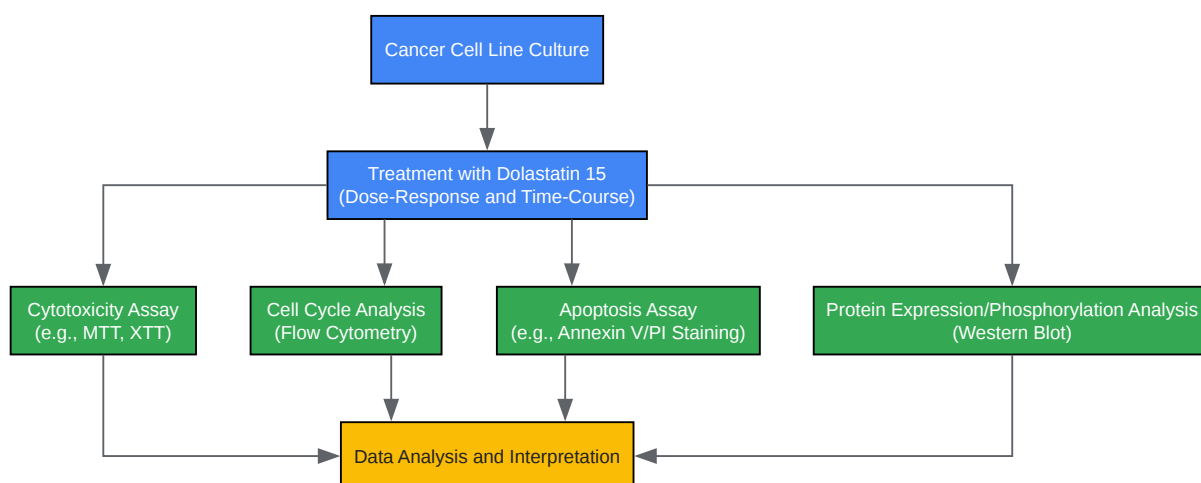 Cancer Cell Line Culture
Treatment with Dolastatin 15
(Dose-Response and Time-Course)
Cytotoxicity Assay
(e.g., MTT, XTT)
Cell Cycle Analysis
(Flow Cytometry)
Apoptosis Assay
(e.g., Annexin V/PI Staining)
Protein Expression/Phosphorylation Analysis
(Western Blot)
Data Analysis and Interpretation